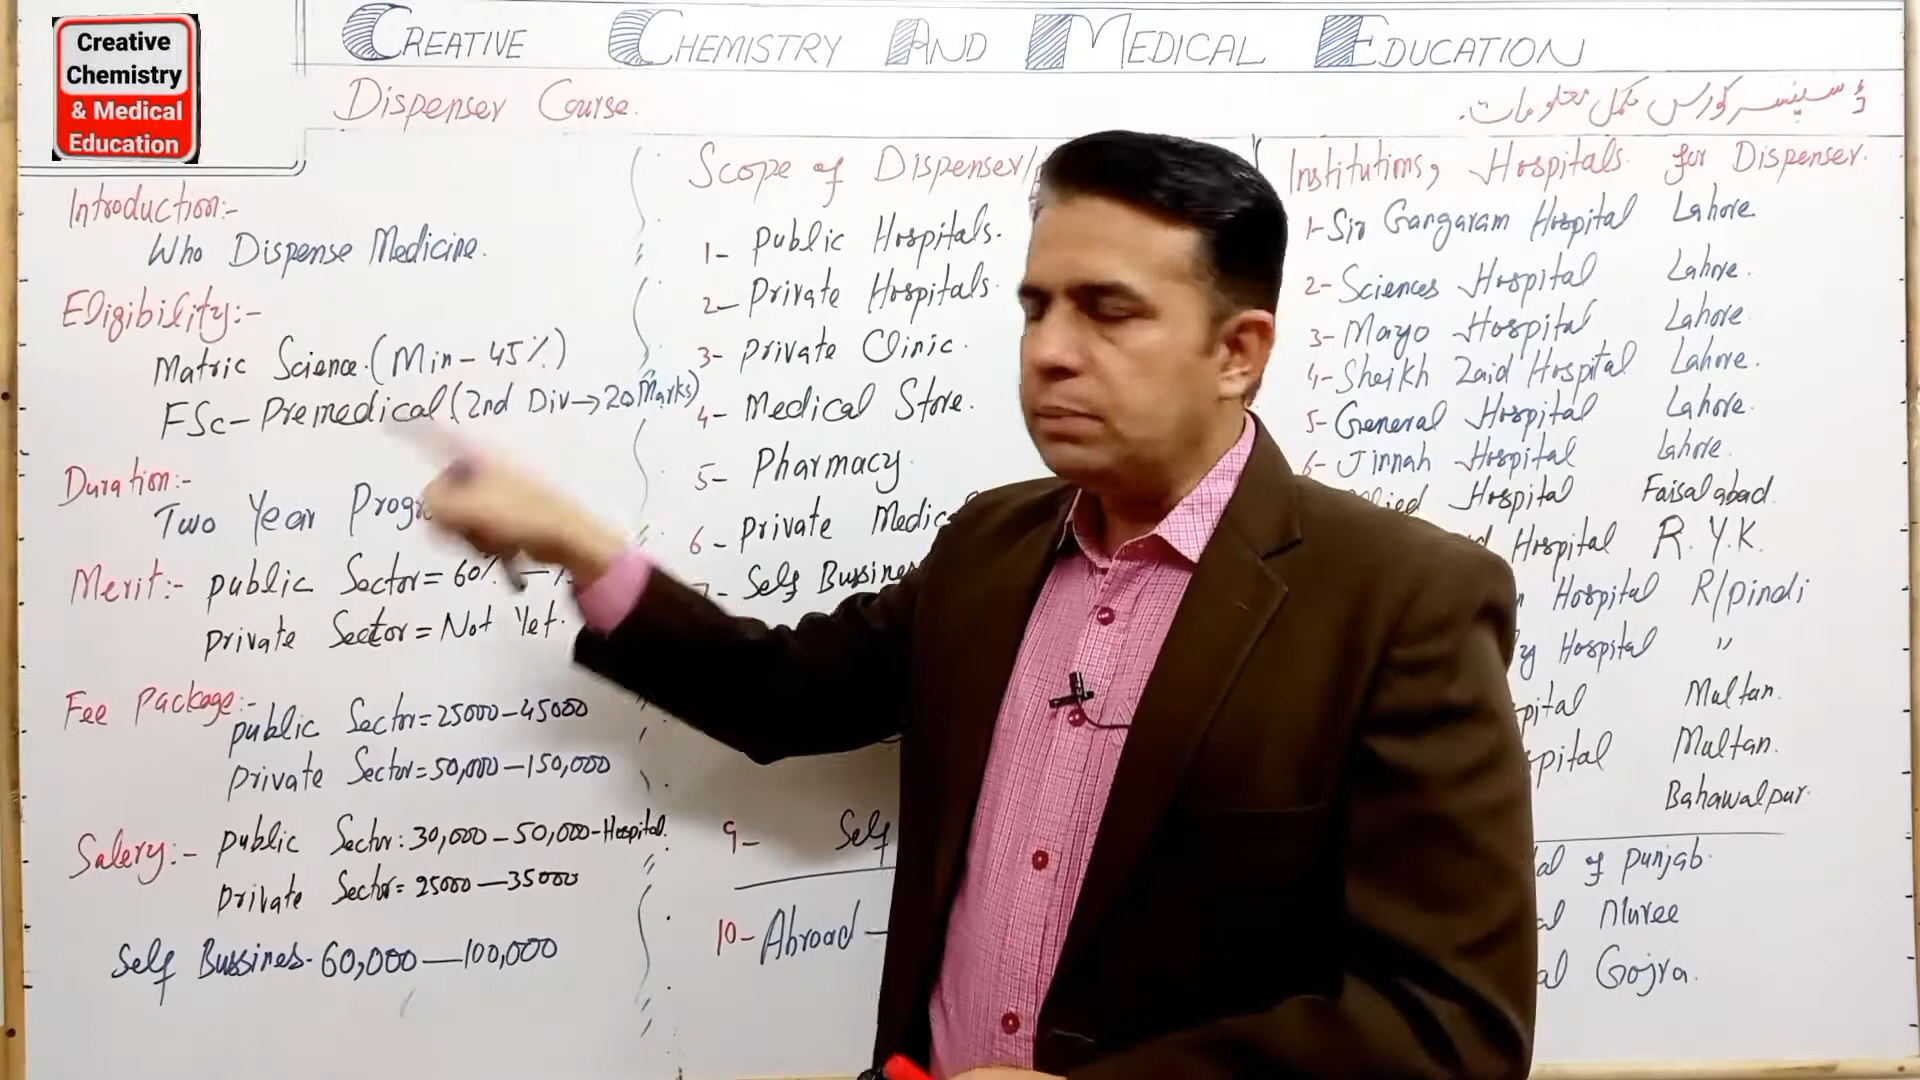 Creative
Chemistry
& Medical
Education
CREATIVE CHEMISTRY AND MEDICAL EDUCATION
Dispenser Course.
ڈسپینسر کورس مکمل معلومات.
Introduction:-
Who Dispense Medicine.
Eligibility:-
Matric Science.(Min-45%)
FSc-Premedical(2nd Div→20 Marks)
Duration:-
Two Year
Merit:- Public Sector=60%
Private Sector=Not Yet.
Fee Package:-
Public Sector=25000-45000
Private Sector=50,000-150,000
Salery:- Public Sector:30,000-50,000-Hospital.
Private Sector=25000-35000
Self Bussines-60,000-100,000
Scope of Dispenser/
1- Public Hospitals.
2- Private Hospitals.
3- Private Clinic.
4- Medical Store.
5- Pharmacy.
6- Private
Self
9- Self
10- Abroad-
Institutions, Hospitals for Dispenser.
1-Sir Gangaram Hospital Lahore
2-Sciences Hospital Lahore.
3-Mayo Hospital Lahore.
4-Sheikh Zaid Hospital Lahore.
5-General Hospital Lahore.
6-Jinnah Hospital Lahore.
Hospital Faisalabad.
Hospital R.Y.K.
Hospital R/pindi
Hospital "
Multan.
Multan.
Bahawalpur.
of Punjab.
Muree
Gojra.